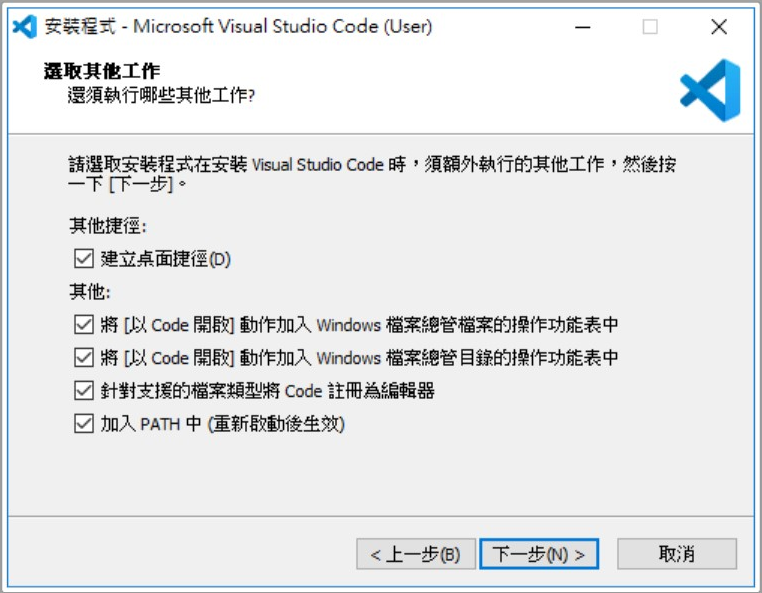 安裝程式 - Microsoft Visual Studio Code (User)
選取其他工作
還須執行哪些其他工作?
請選取安裝程式在安裝 Visual Studio Code 時，須額外執行的其他工作，然後按
一下 [下一步]。
其他捷徑:
建立桌面捷徑(D)
其他:
將 [以 Code 開啟] 動作加入 Windows 檔案總管檔案的操作功能表中
將 [以 Code 開啟] 動作加入 Windows 檔案總管目錄的操作功能表中
針對支援的檔案類型將 Code 註冊為編輯器
加入 PATH 中 (重新啟動後生效)
< 上一步(B) 下一步(N) > 取消